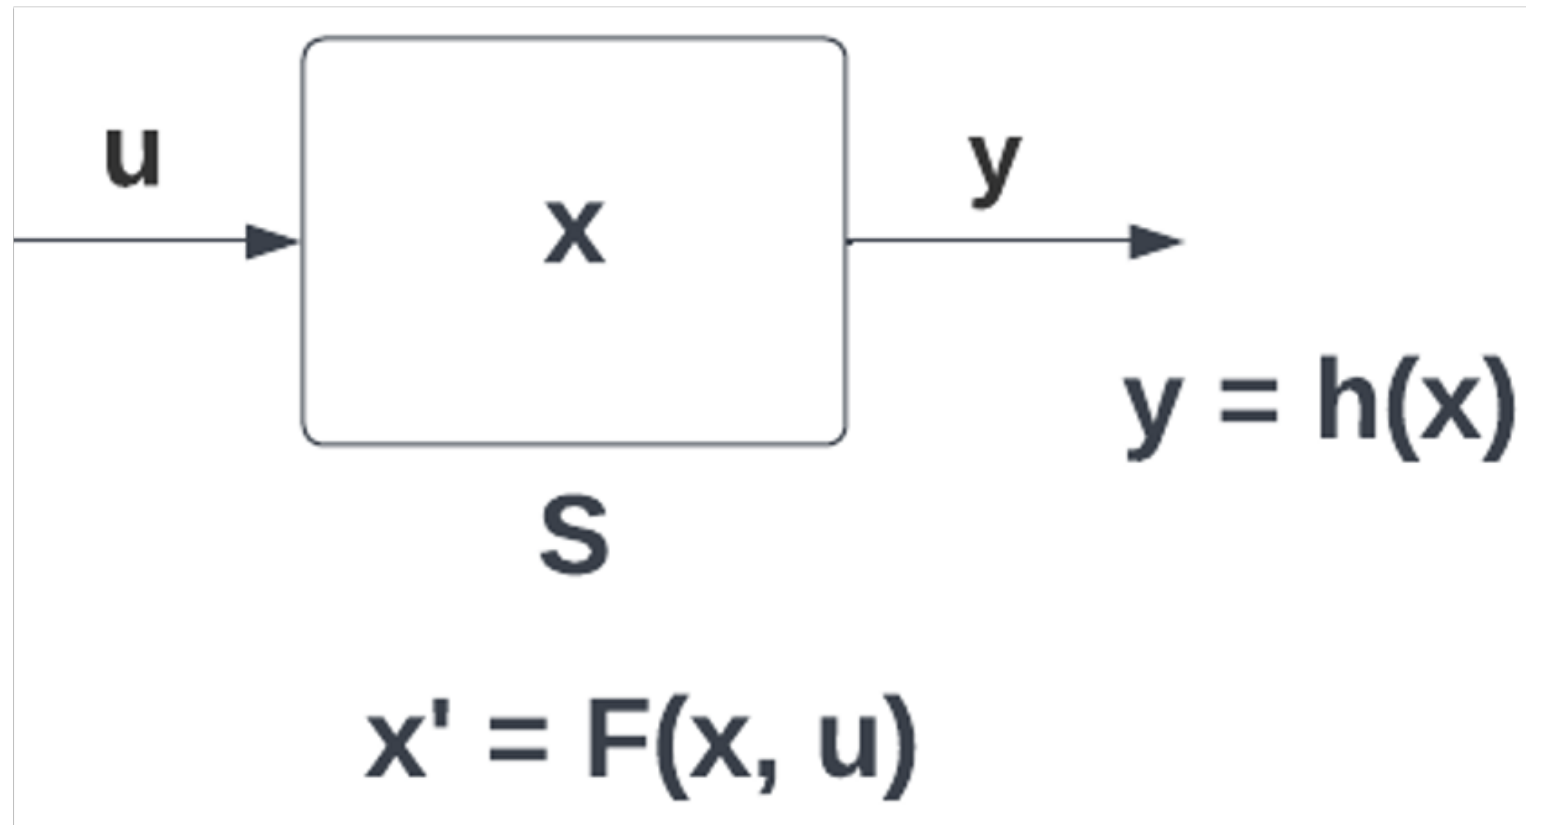 u
x
y
y = h(x)
S
x' = F(x, u)